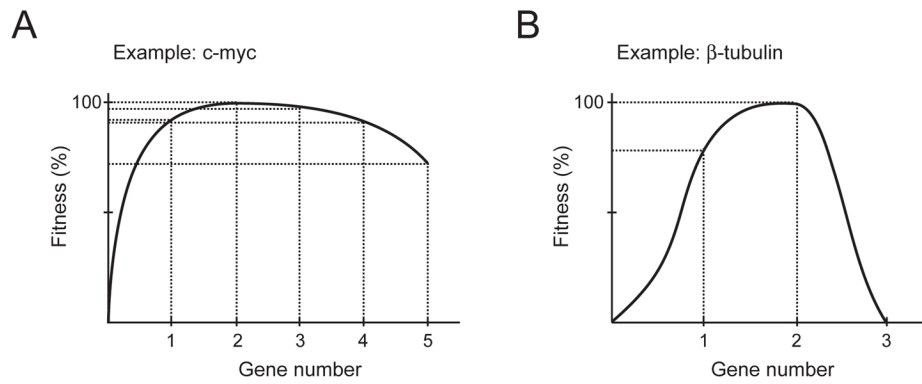 A
Example: c-myc
100
Fitness (%)
1 2 3 4 5
Gene number
B
Example: β-tubulin
100
Fitness (%)
1 2 3
Gene number